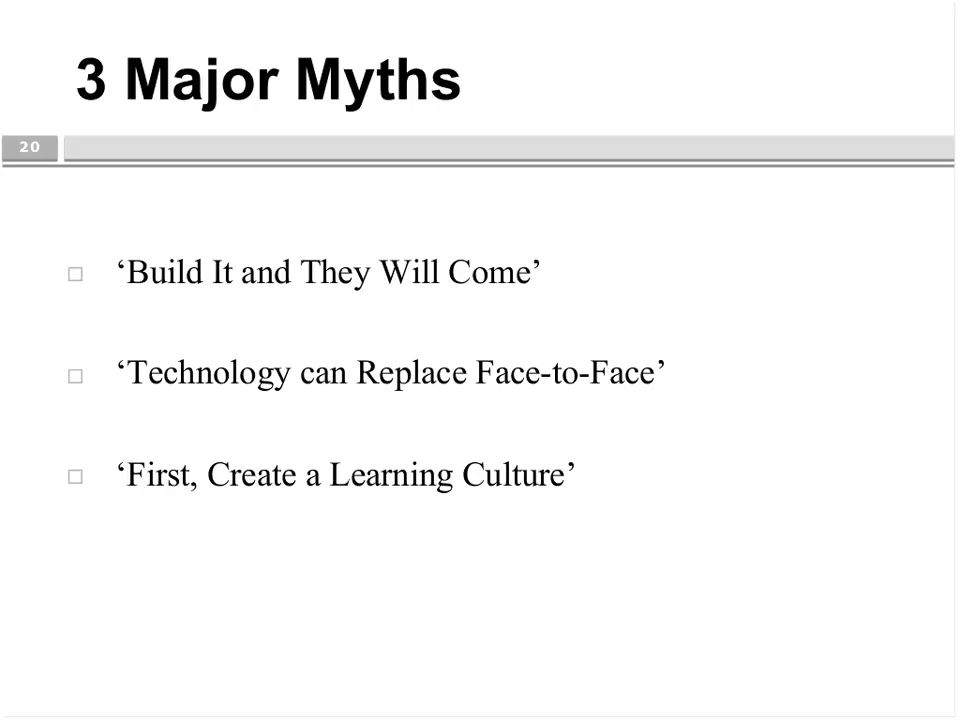 3 Major Myths
20
‘Build It and They Will Come’
‘Technology can Replace Face-to-Face’
‘First, Create a Learning Culture’